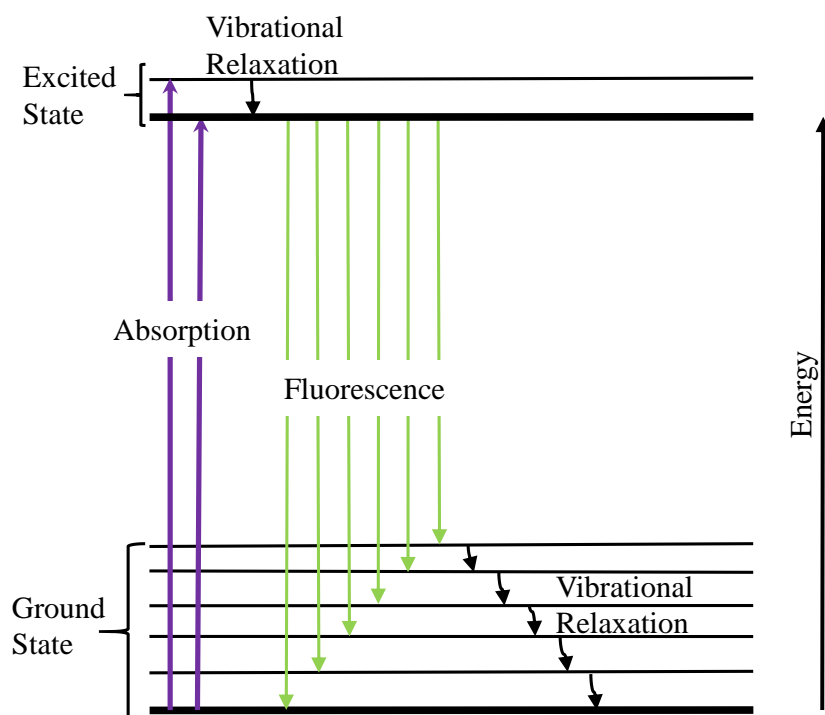 Vibrational
Relaxation
Excited
State
Absorption
Fluorescence
Energy
Vibrational
Relaxation
Ground
State